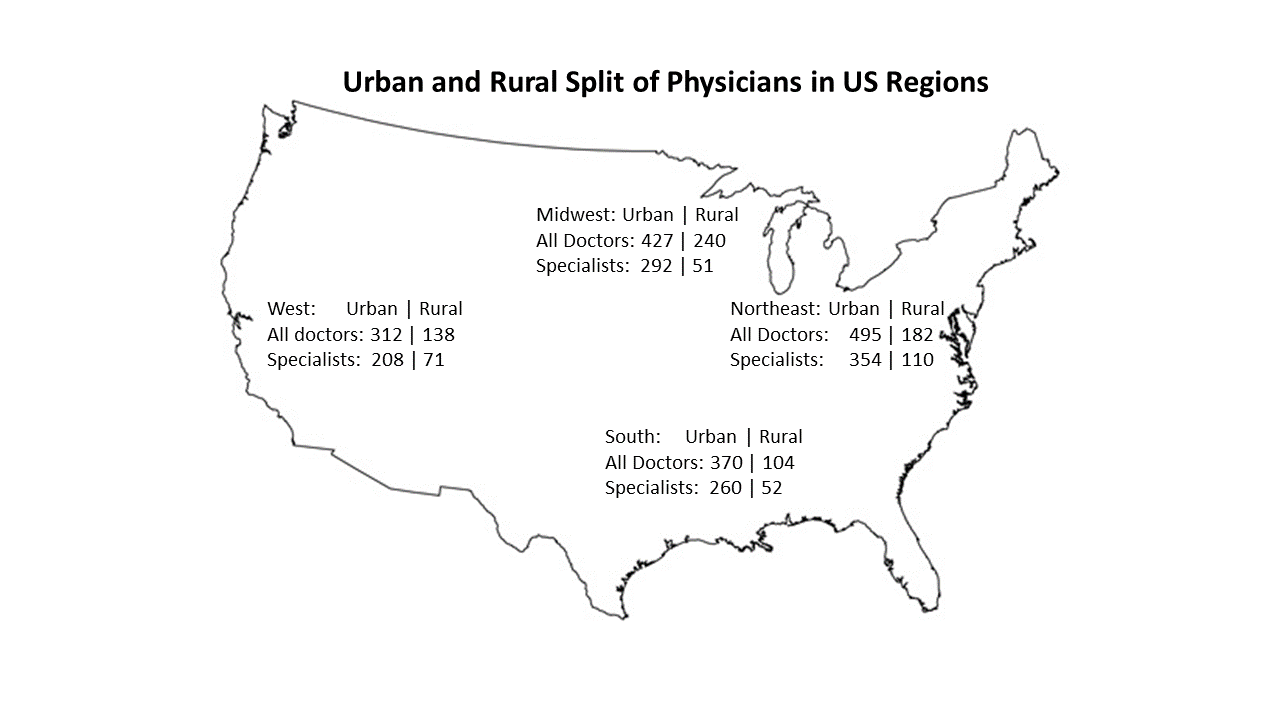 Urban and Rural Split of Physicians in US Regions
Midwest: Urban | Rural
All Doctors: 427 | 240
Specialists: 292 | 51
West: Urban | Rural
All doctors: 312 | 138
Specialists: 208 | 71
Northeast: Urban | Rural
All Doctors: 495 | 182
Specialists: 354 | 110
South: Urban | Rural
All Doctors: 370 | 104
Specialists: 260 | 52